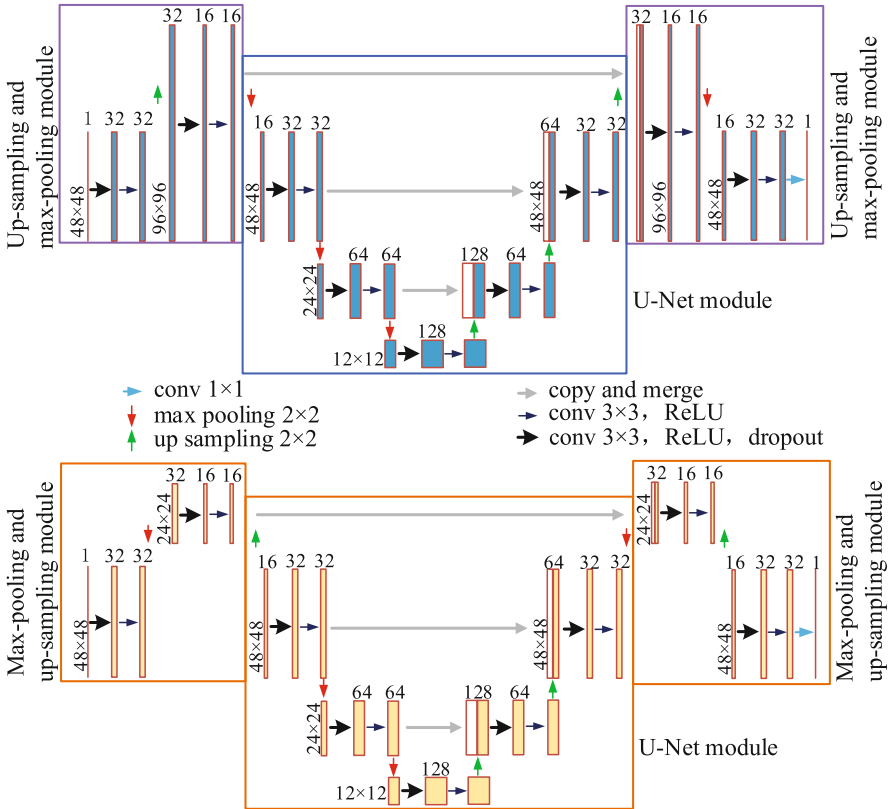 Up-sampling and
max-pooling module
32 16 16
1 32 32
48×48
96×96
16 32 32
48×48
24×24
64 64
12×12
128
128 64
64 32 32
48×48
32 16 16
96×96
16 32 32 1
48×48
Up-sampling and
max-pooling module
U-Net module
conv 1×1
max pooling 2×2
up sampling 2×2
copy and merge
conv 3×3, ReLU
conv 3×3, ReLU, dropout
Max-pooling and
up-sampling module
32 16 16
24×24
1 32 32
48×48
16 32 32
48×48
24×24
64 64
12×12
128
128 64
64 32 32
48×48
32 16 16
24×24
16 32 32 1
48×48
Max-pooling and
up-sampling module
U-Net module